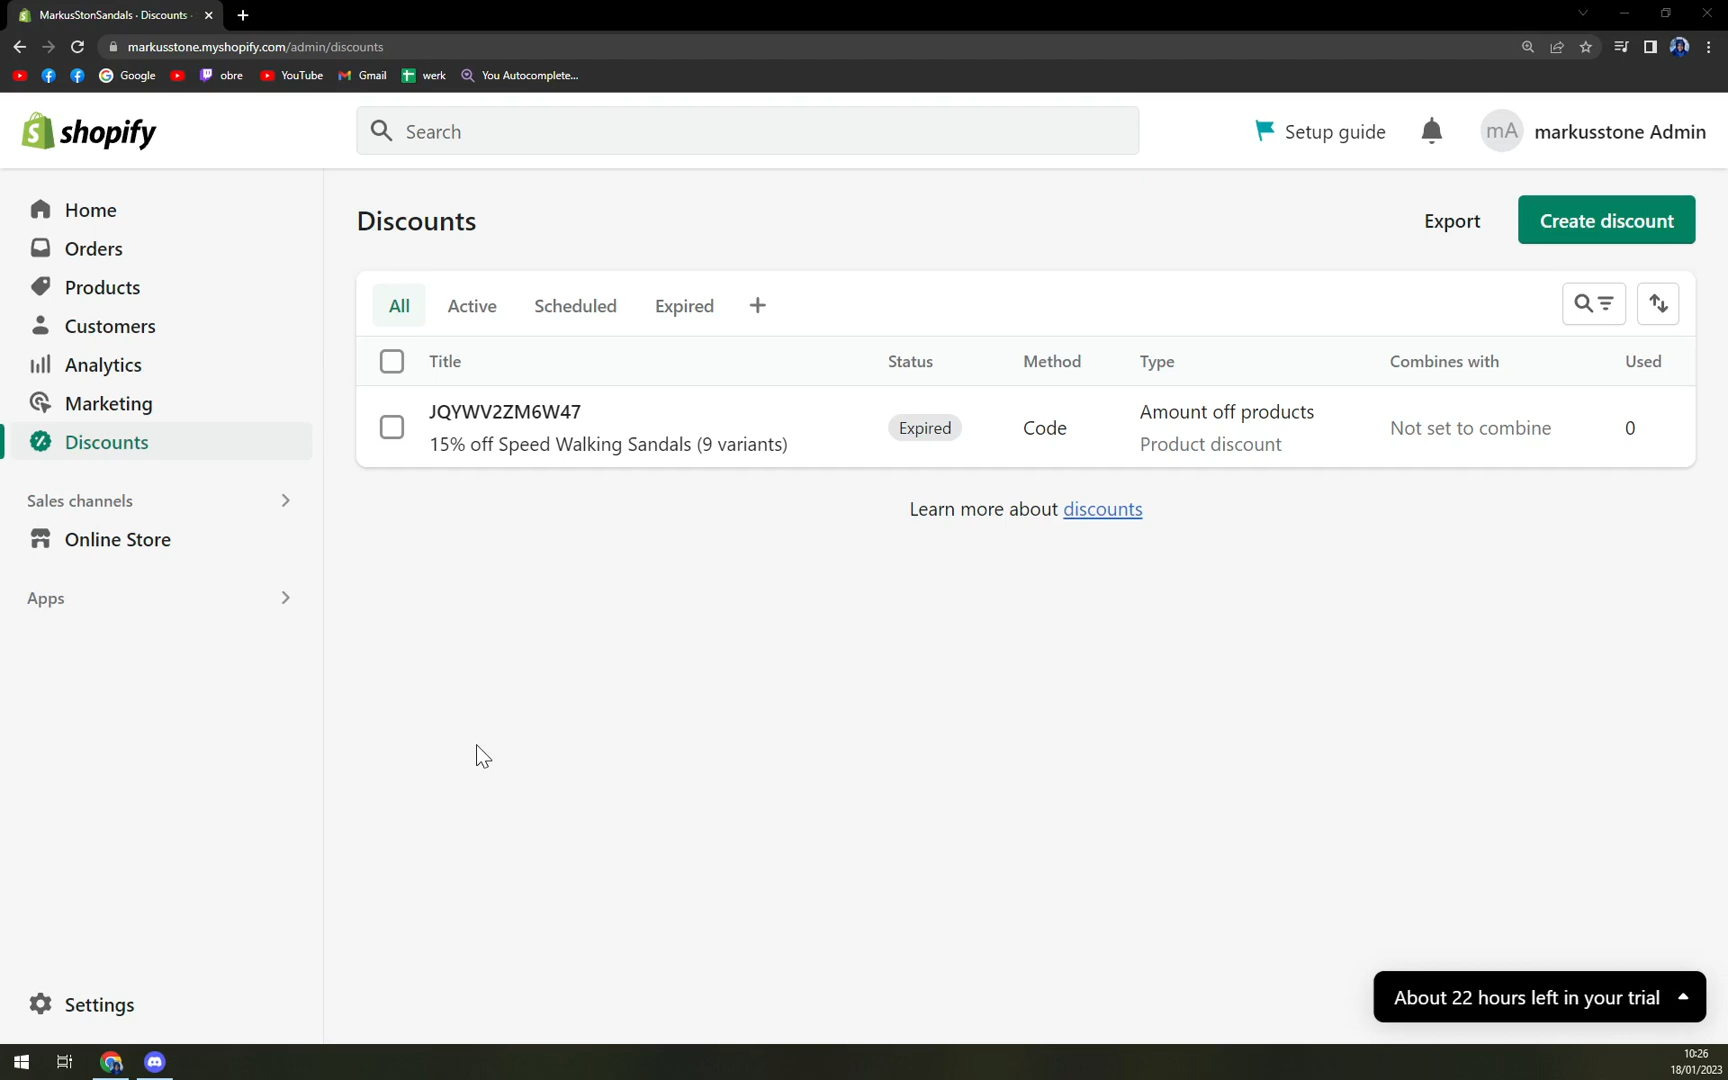 MarkusStonSandals · Discounts ·
markusstone.myshopify.com/admin/discounts
Google
obre
YouTube
Gmail
werk
You Autocomplete...
shopify
Search
Setup guide
mA
markusstone Admin
Home
Orders
Products
Customers
Analytics
Marketing
Discounts
Sales channels
Online Store
Apps
Settings
Discounts
Export
Create discount
All
Active
Scheduled
Expired
Title
Status
Method
Type
Combines with
Used
JQYWV2ZM6W47
15% off Speed Walking Sandals (9 variants)
Expired
Code
Amount off products
Product discount
Not set to combine
0
Learn more about discounts
About 22 hours left in your trial
10:26
18/01/2023